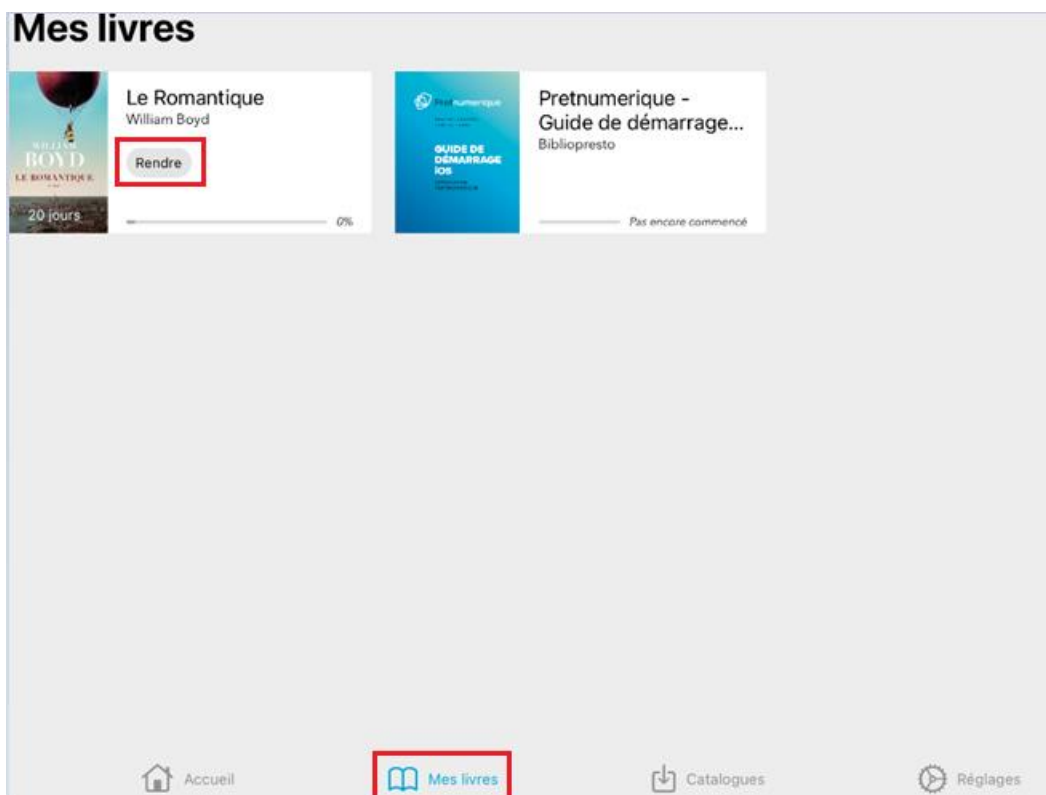 Mes livres
WILLIAM
BOYD
LE ROMANTIQUE
20 jours
Le Romantique
William Boyd
Rendre
0%
Pretnumerique
GUIDE DE
DÉMARRAGE
iOS
Pretnumerique -
Guide de démarrage...
Bibliopresto
Pas encore commencé
Accueil
Mes livres
Catalogues
Réglages